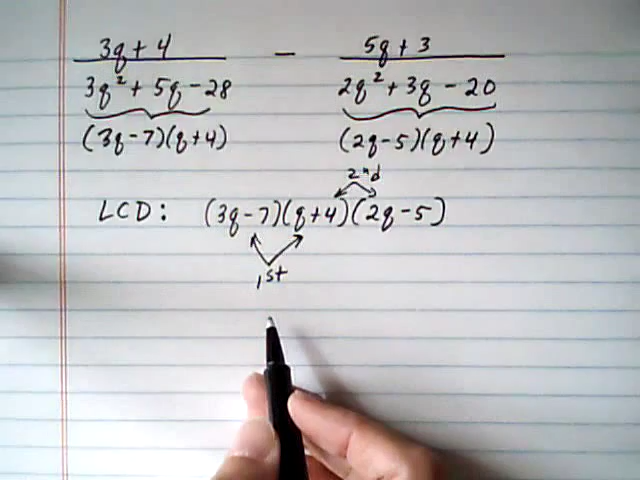 3q + 4 — 5q + 3
3q² + 5q - 28 2q² + 3q - 20
(3q - 7)(q + 4) (2q - 5)(q + 4)
2nd
LCD: (3q - 7)(q + 4)(2q - 5)
1st